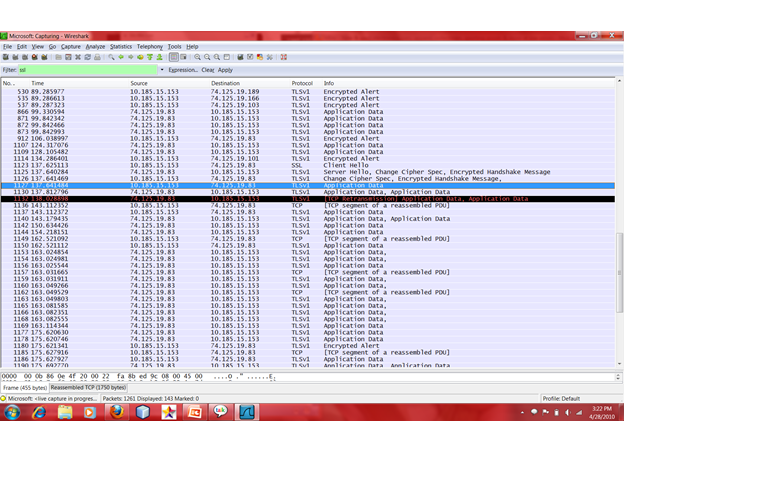 Microsoft: Capturing - Wireshark
File Edit View Go Capture Analyze Statistics Telephony Tools Help
Filter: ssl Expression... Clear Apply
No.. Time Source Destination Protocol Info
530 89.285977 10.185.15.153 74.125.19.189 TLSv1 Encrypted Alert
535 89.286613 10.185.15.153 74.125.19.166 TLSv1 Encrypted Alert
537 89.287323 10.185.15.153 74.125.19.103 TLSv1 Encrypted Alert
866 99.330594 74.125.19.83 10.185.15.153 TLSv1 Application Data
871 99.842342 74.125.19.83 10.185.15.153 TLSv1 Application Data
872 99.842466 74.125.19.83 10.185.15.153 TLSv1 Application Data
873 99.842993 74.125.19.83 10.185.15.153 TLSv1 Application Data
912 106.038997 10.185.15.153 74.125.19.83 TLSv1 Encrypted Alert
1107 124.317076 74.125.19.83 10.185.15.153 TLSv1 Application Data
1109 128.105482 74.125.19.83 10.185.15.153 TLSv1 Application Data
1114 134.286401 10.185.15.153 74.125.19.101 TLSv1 Encrypted Alert
1123 137.625113 10.185.15.153 74.125.19.83 SSL Client Hello
1125 137.640284 74.125.19.83 10.185.15.153 TLSv1 Server Hello, Change Cipher Spec, Encrypted Handshake Message
1126 137.641469 10.185.15.153 74.125.19.83 TLSv1 Change Cipher Spec, Encrypted Handshake Message,
1127 137.641484 10.185.15.153 74.125.19.83 TLSv1 Application Data
1130 137.812796 74.125.19.83 10.185.15.153 TLSv1 Application Data, Application Data
1132 138.028898 74.125.19.83 10.185.15.153 TLSv1 [TCP Retransmission] Application Data, Application Data
1136 143.112352 10.185.15.153 74.125.19.83 TCP [TCP segment of a reassembled PDU]
1137 143.112372 10.185.15.153 74.125.19.83 TLSv1 Application Data
1140 143.179435 74.125.19.83 10.185.15.153 TLSv1 Application Data, Application Data
1142 150.634426 74.125.19.83 10.185.15.153 TLSv1 Application Data
1144 154.218151 74.125.19.83 10.185.15.153 TLSv1 Application Data
1149 162.521092 10.185.15.153 74.125.19.83 TCP [TCP segment of a reassembled PDU]
1150 162.521112 10.185.15.153 74.125.19.83 TLSv1 Application Data
1153 163.024854 74.125.19.83 10.185.15.153 TLSv1 Application Data,
1154 163.024981 74.125.19.83 10.185.15.153 TLSv1 Application Data,
1156 163.025544 74.125.19.83 10.185.15.153 TLSv1 Application Data
1157 163.031665 74.125.19.83 10.185.15.153 TCP [TCP segment of a reassembled PDU]
1159 163.031911 74.125.19.83 10.185.15.153 TLSv1 Application Data,
1160 163.049266 74.125.19.83 10.185.15.153 TLSv1 Application Data,
1162 163.049529 74.125.19.83 10.185.15.153 TCP [TCP segment of a reassembled PDU]
1163 163.049803 74.125.19.83 10.185.15.153 TLSv1 Application Data
1165 163.081585 74.125.19.83 10.185.15.153 TLSv1 Application Data,
1166 163.082351 74.125.19.83 10.185.15.153 TLSv1 Application Data,
1168 163.082555 74.125.19.83 10.185.15.153 TLSv1 Application Data,
1169 163.114344 74.125.19.83 10.185.15.153 TLSv1 Application Data
1177 175.620630 74.125.19.83 10.185.15.153 TLSv1 Application Data
1178 175.620746 74.125.19.83 10.185.15.153 TLSv1 Application Data
1180 175.621341 10.185.15.153 74.125.19.83 TLSv1 Encrypted Alert
1185 175.627916 10.185.15.153 74.125.19.83 TCP [TCP segment of a reassembled PDU]
1186 175.627927 10.185.15.153 74.125.19.83 TLSv1 Application Data
1190 175.692770 74.125.19.83 10.185.15.153 TLSv1 Application Data,
0000 00 0b 86 0e 4f 20 00 22 fa 8b ed 9c 08 00 45 00 ....O ." ......E.
Frame (455 bytes) Reassembled TCP (1750 bytes)
Microsoft: <live capture in progres... Packets: 1261 Displayed: 143 Marked: 0 Profile: Default
talk
3:22 PM
4/28/2010